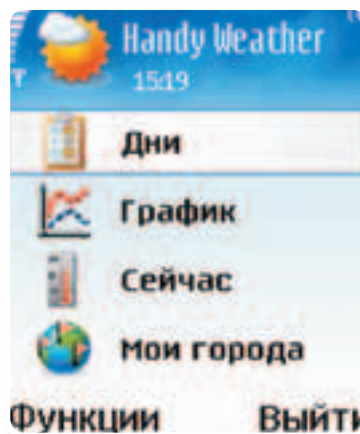 Handy Weather
15:19
Дни
График
Сейчас
Мои города
Функции Выйти